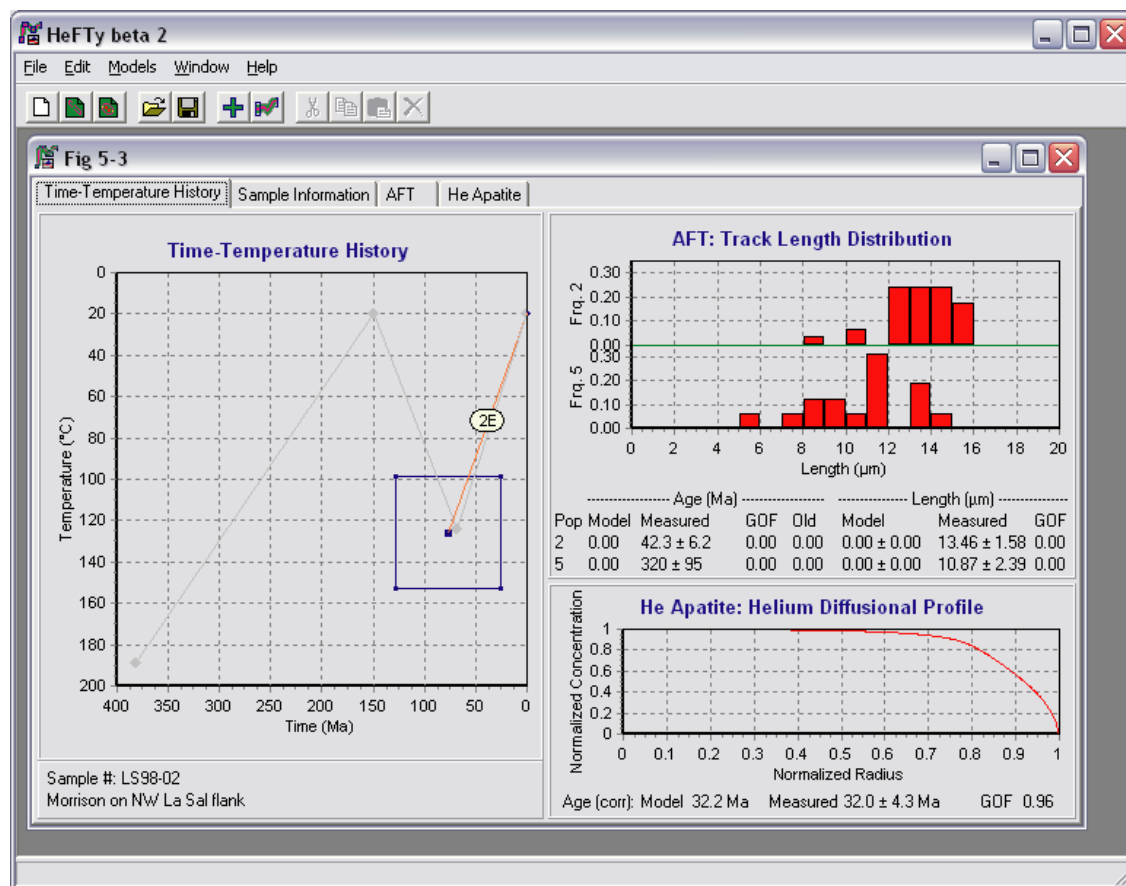 HeFTy beta 2
File Edit Models Window Help
Fig 5-3
Time-Temperature History Sample Information AFT He Apatite
Time-Temperature History
0
20
40
60
80
100
120
140
160
180
200
Temperature (°C)
2E
400 350 300 250 200 150 100 50 0
Time (Ma)
Sample #: LS98-02
Morrison on NW La Sal flank
AFT: Track Length Distribution
0.30
0.20
0.10
0.00
Frq. 2
0.30
0.20
0.10
0.00
Frq. 5
0 2 4 6 8 10 12 14 16 18 20
Length (µm)
------------------ Age (Ma) ------------------ ------------------ Length (µm) ---------------
Pop Model Measured GOF Old Model Measured GOF
2 0.00 42.3 ± 6.2 0.00 0.00 0.00 ± 0.00 13.46 ± 1.58 0.00
5 0.00 320 ± 95 0.00 0.00 0.00 ± 0.00 10.87 ± 2.39 0.00
He Apatite: Helium Diffusional Profile
Normalized Concentration
1
0.8
0.6
0.4
0.2
0
0 0.1 0.2 0.3 0.4 0.5 0.6 0.7 0.8 0.9 1
Normalized Radius
Age (corr): Model 32.2 Ma Measured 32.0 ± 4.3 Ma GOF 0.96